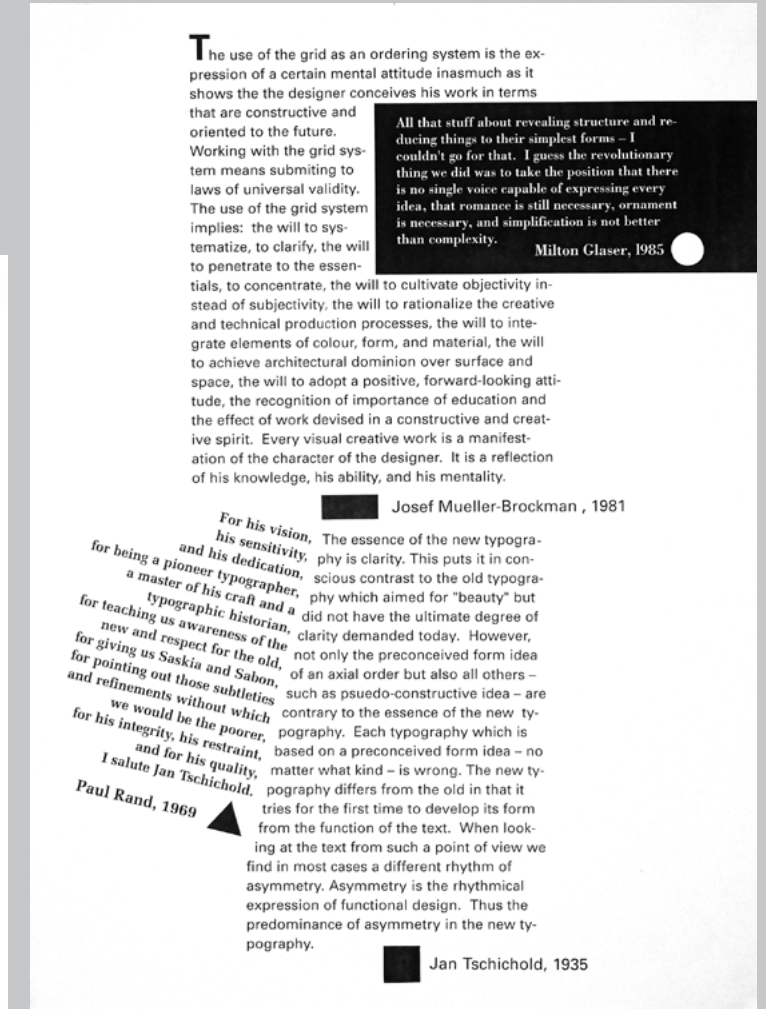 The use of the grid as an ordering system is the ex-
pression of a certain mental attitude inasmuch as it
shows the the designer conceives his work in terms
that are constructive and
oriented to the future.
Working with the grid sys-
tem means submiting to
laws of universal validity.
The use of the grid system
implies:  the will to sys-
tematize, to clarify, the will
to penetrate to the essen-
tials, to concentrate, the will to cultivate objectivity in-
stead of subjectivity, the will to rationalize the creative
and technical production processes, the will to inte-
grate elements of colour, form, and material, the will
to achieve architectural dominion over surface and
space, the will to adopt a positive, forward-looking atti-
tude, the recognition of importance of education and
the effect of work devised in a constructive and creat-
ive spirit.  Every visual creative work is a manifest-
ation of the character of the designer.  It is a reflection
of his knowledge, his ability, and his mentality.
Josef Mueller-Brockman , 1981
All that stuff about revealing structure and re-
ducing things to their simplest forms – I
couldn't go for that.  I guess the revolutionary
thing we did was to take the position that there
is no single voice capable of expressing every
idea, that romance is still necessary, ornament
is necessary, and simplification is not better
than complexity.
Milton Glaser, 1985
For his vision,
his sensitivity,
and his dedication,
for being a pioneer typographer,
a master of his craft and a
typographic historian,
for teaching us awareness of the
new and respect for the old,
for giving us Saskia and Sabon,
for pointing out those subtleties
and refinements without which
we would be the poorer,
for his integrity, his restraint,
and for his quality,
I salute Jan Tschichold.
Paul Rand, 1969
The essence of the new typogra-
phy is clarity. This puts it in con-
scious contrast to the old typogra-
phy which aimed for "beauty" but
did not have the ultimate degree of
clarity demanded today.  However,
not only the preconceived form idea
of an axial order but also all others –
such as psuedo-constructive idea – are
contrary to the essence of the new  ty-
pography.  Each typography which is
based on a preconceived form idea – no
matter what kind – is wrong. The new ty-
pography differs from the old in that it
tries for the first time to develop its form
from the function of the text.  When look-
ing at the text from such a point of view we
find in most cases a different rhythm of
asymmetry. Asymmetry is the rhythmical
expression of functional design.  Thus the
predominance of asymmetry in the new ty-
pography.
Jan Tschichold, 1935